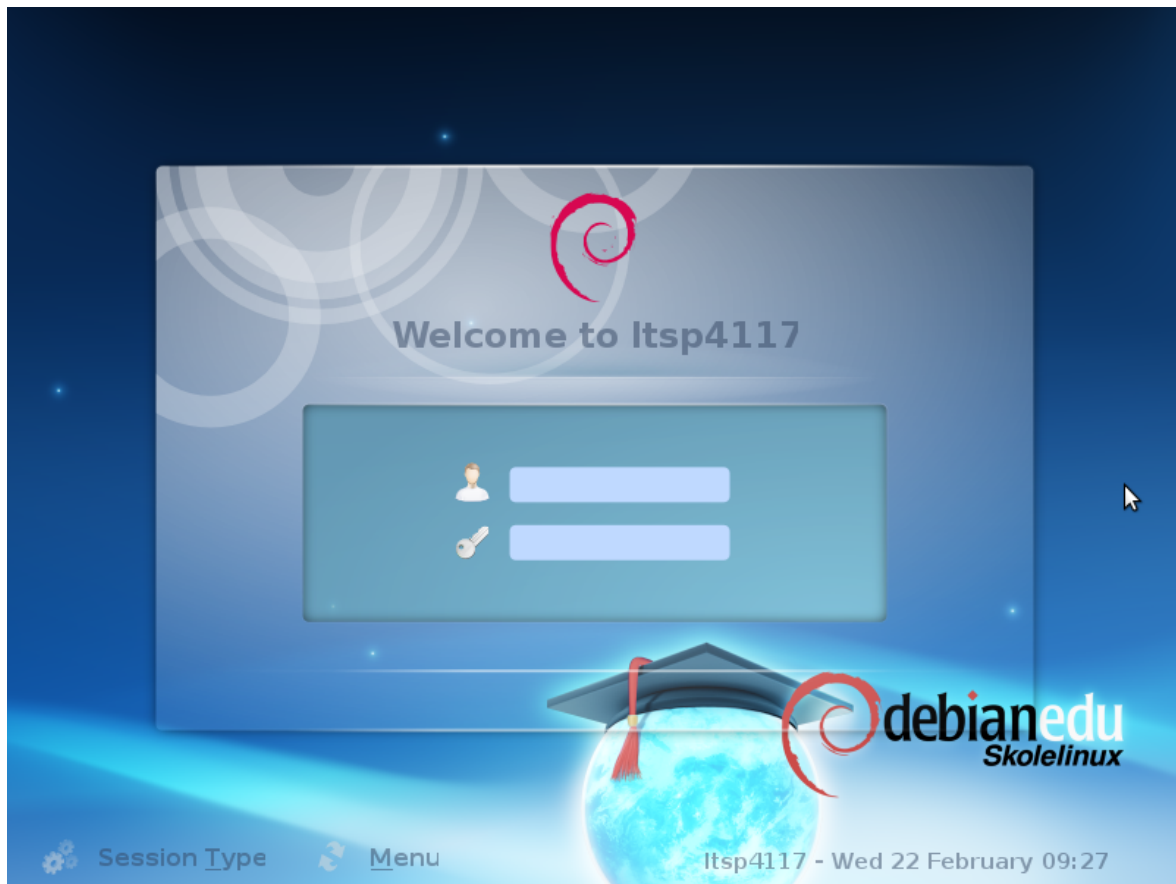 Welcome to ltsp4117
debianedu
Skolelinux
Session Type
Menu
ltsp4117 - Wed 22 February 09:27